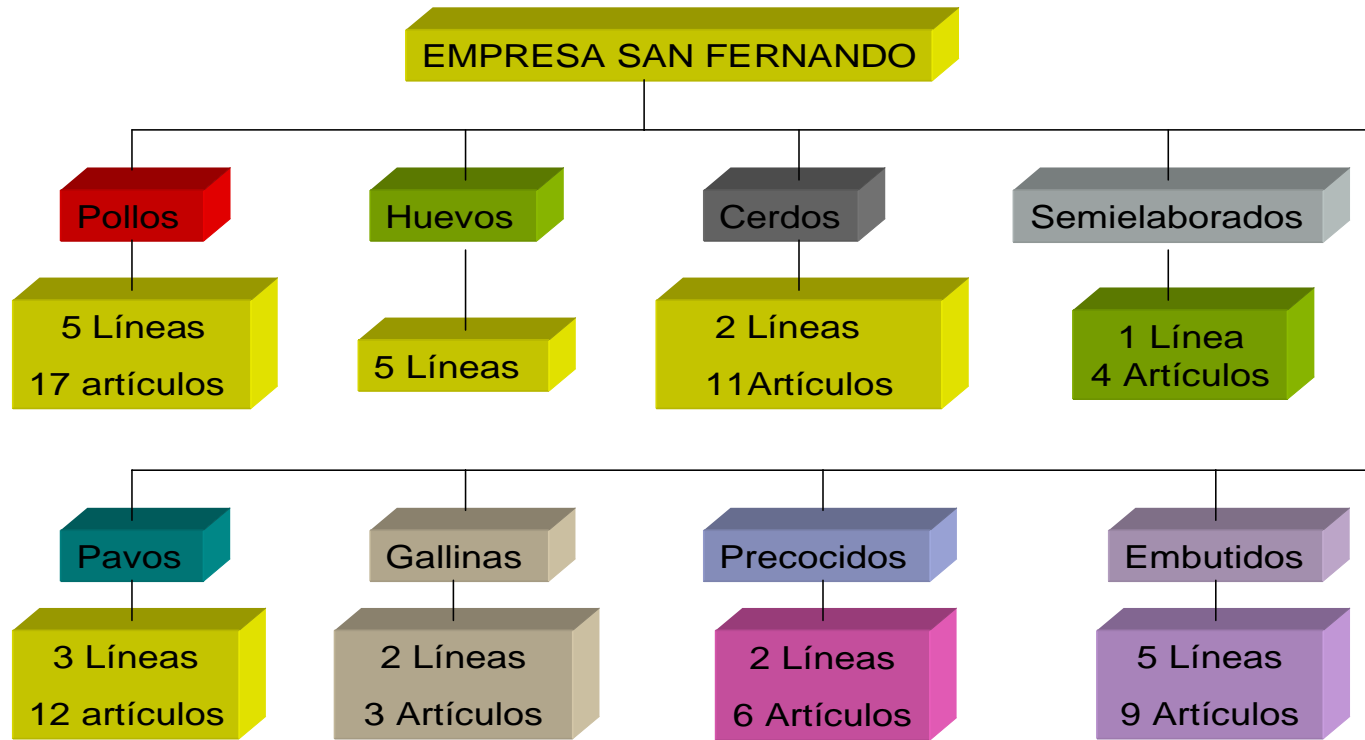 EMPRESA SAN FERNANDO
Pollos
Huevos
Cerdos
Semielaborados
5 Líneas
17 artículos
5 Líneas
2 Líneas
11Artículos
1 Línea
4 Artículos
Pavos
Gallinas
Precocidos
Embutidos
3 Líneas
12 artículos
2 Líneas
3 Artículos
2 Líneas
6 Artículos
5 Líneas
9 Artículos